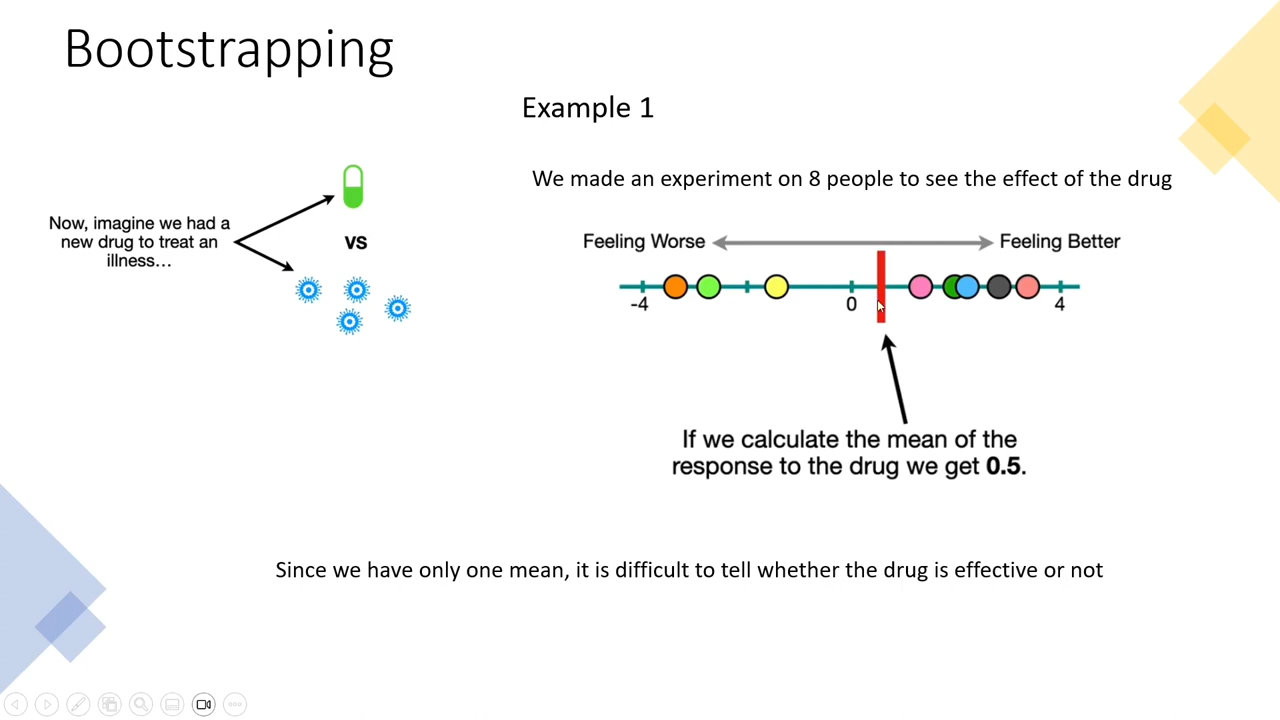 Bootstrapping
Example 1
We made an experiment on 8 people to see the effect of the drug
Now, imagine we had a
new drug to treat an
illness...
vs
Feeling Worse
Feeling Better
-4
0
4
If we calculate the mean of the
response to the drug we get 0.5.
Since we have only one mean, it is difficult to tell whether the drug is effective or not